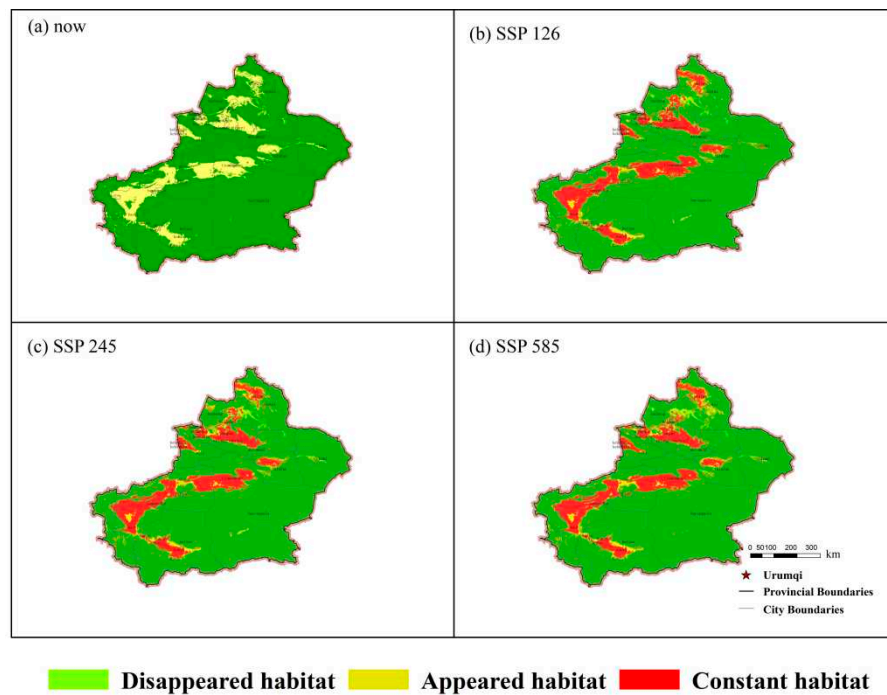 (a) now
(b) SSP 126
(c) SSP 245
(d) SSP 585
0 50100 200 300
km
Urumqi
Provincial Boundaries
City Boundaries
Disappeared habitat Appeared habitat Constant habitat